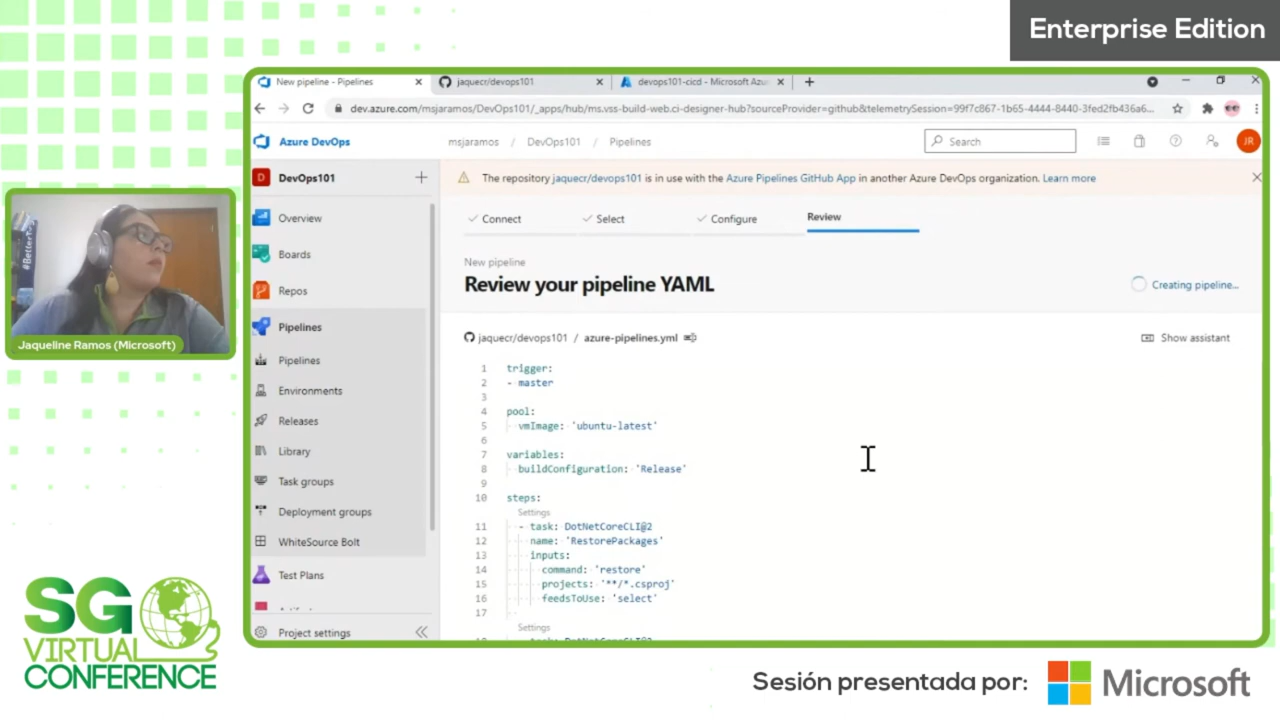 Enterprise Edition
New pipeline - Pipelines
jaquecr/devops101
devops101-cicd - Microsoft Azu
dev.azure.com/msjaramos/DevOps101/_apps/hub/ms.vss-build-web.ci-designer-hub?sourceProvider=github&telemetrySession=99f7c867-1b65-4444-8440-3fed2fb436a6...
Azure DevOps
msjaramos / DevOps101 / Pipelines
Search
JR
D DevOps101
The repository jaquecr/devops101 is in use with the Azure Pipelines GitHub App in another Azure DevOps organization. Learn more
Overview
Boards
Repos
Pipelines
Pipelines
Environments
Releases
Library
Task groups
Deployment groups
WhiteSource Bolt
Test Plans
Project settings
Connect
Select
Configure
Review
New pipeline
Review your pipeline YAML
Creating pipeline...
jaquecr/devops101 / azure-pipelines.yml
Show assistant
1 trigger:
2 - master
3
4 pool:
5 vmImage: 'ubuntu-latest'
6
7 variables:
8 buildConfiguration: 'Release'
9
10 steps:
Settings
11 - task: DotNetCoreCLI@2
12 name: 'RestorePackages'
13 inputs:
14 command: 'restore'
15 projects: '**/*.csproj'
16 feedsToUse: 'select'
17
Settings
Jaqueline Ramos (Microsoft)
SG
VIRTUAL
CONFERENCE
Sesión presentada por:
Microsoft